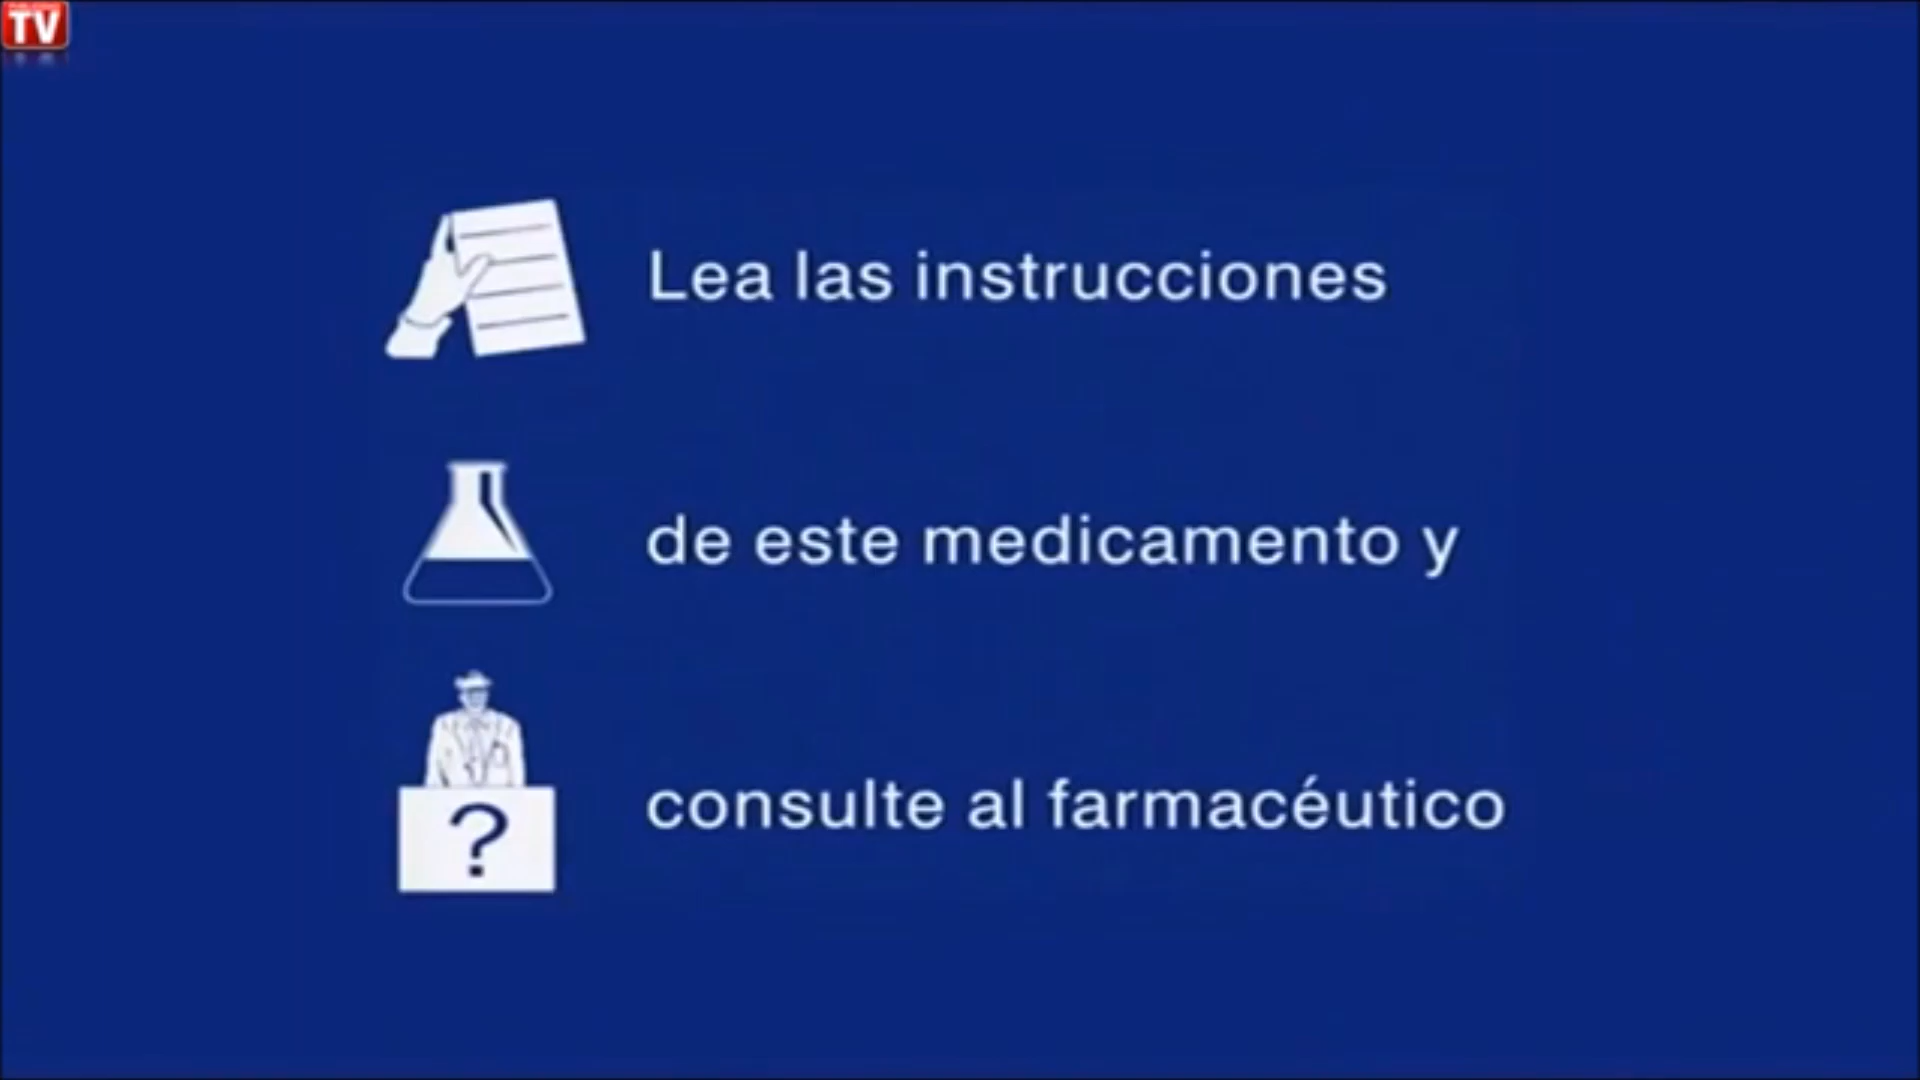 TV
Lea las instrucciones
de este medicamento y
?
consulte al farmacéutico